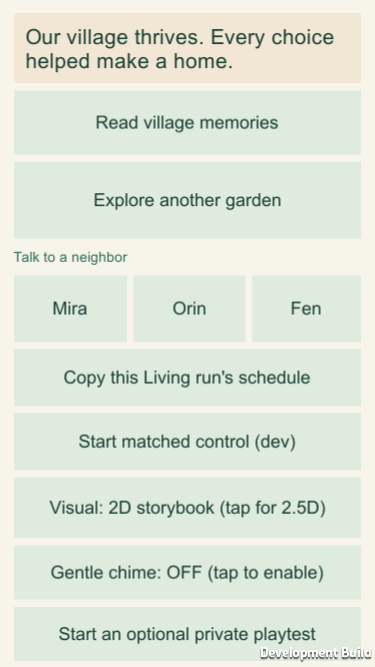 Our village thrives. Every choice
helped make a home.
Read village memories
Explore another garden
Talk to a neighbor
Mira
Orin
Fen
Copy this Living run's schedule
Start matched control (dev)
Visual: 2D storybook (tap for 2.5D)
Gentle chime: OFF (tap to enable)
Start an optional private playtest
Development Build